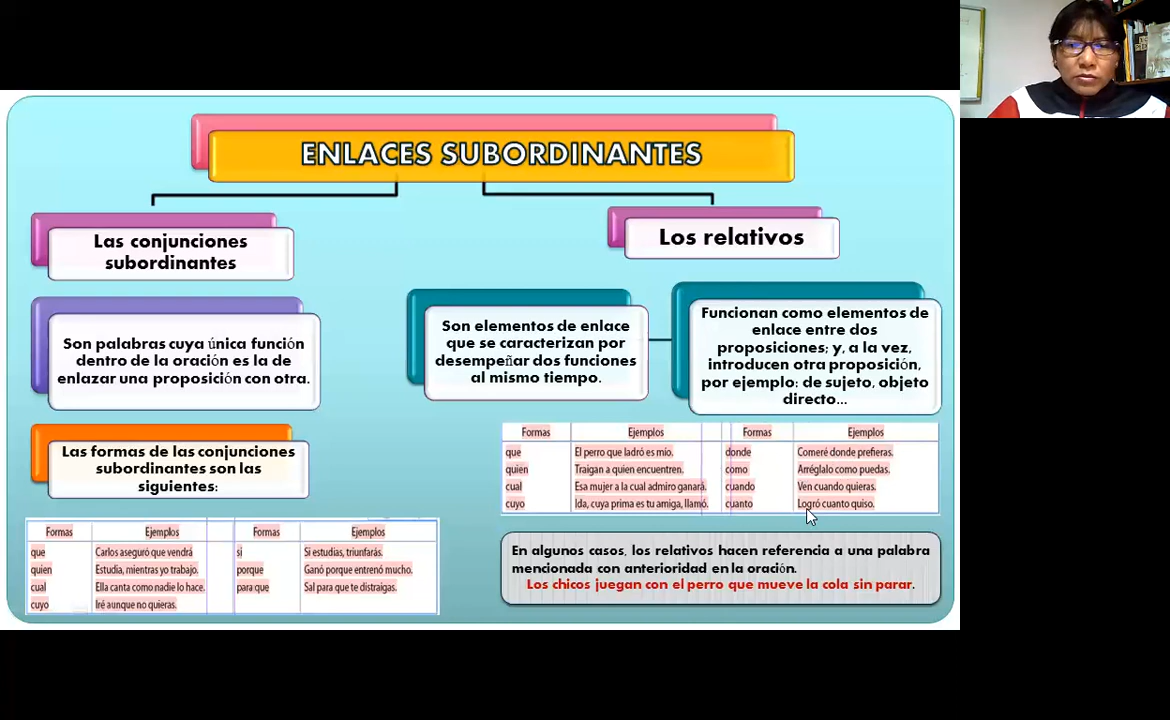 ENLACES SUBORDINANTES
Las conjunciones
subordinantes
Son palabras cuya única función
dentro de la oración es la de
enlazar una proposición con otra.
Las formas de las conjunciones
subordinantes son las
siguientes:
Formas Ejemplos Formas Ejemplos
que Carlos aseguró que vendrá si Si estudias, triunfarás.
quien Estudia, mientras yo trabajo. porque Ganó porque entrenó mucho.
cual Ella canta como nadie lo hace. para que Sal para que te distraigas.
cuyo Iré aunque no quieras.
Los relativos
Son elementos de enlace
que se caracterizan por
desempeñar dos funciones
al mismo tiempo.
Funcionan como elementos de
enlace entre dos
proposiciones; y, a la vez,
introducen otra proposición,
por ejemplo: de sujeto, objeto
directo...
Formas Ejemplos Formas Ejemplos
que El perro que ladró es mío. donde Comeré donde prefieras.
quien Traigan a quien encuentren. como Arréglalo como puedas.
cual Esa mujer a la cual admiro ganará. cuando Ven cuando quieras.
cuyo Ida, cuya prima es tu amiga, llamó. cuanto Logró cuanto quiso.
En algunos casos, los relativos hacen referencia a una palabra
mencionada con anterioridad en la oración.
Los chicos juegan con el perro que mueve la cola sin parar.